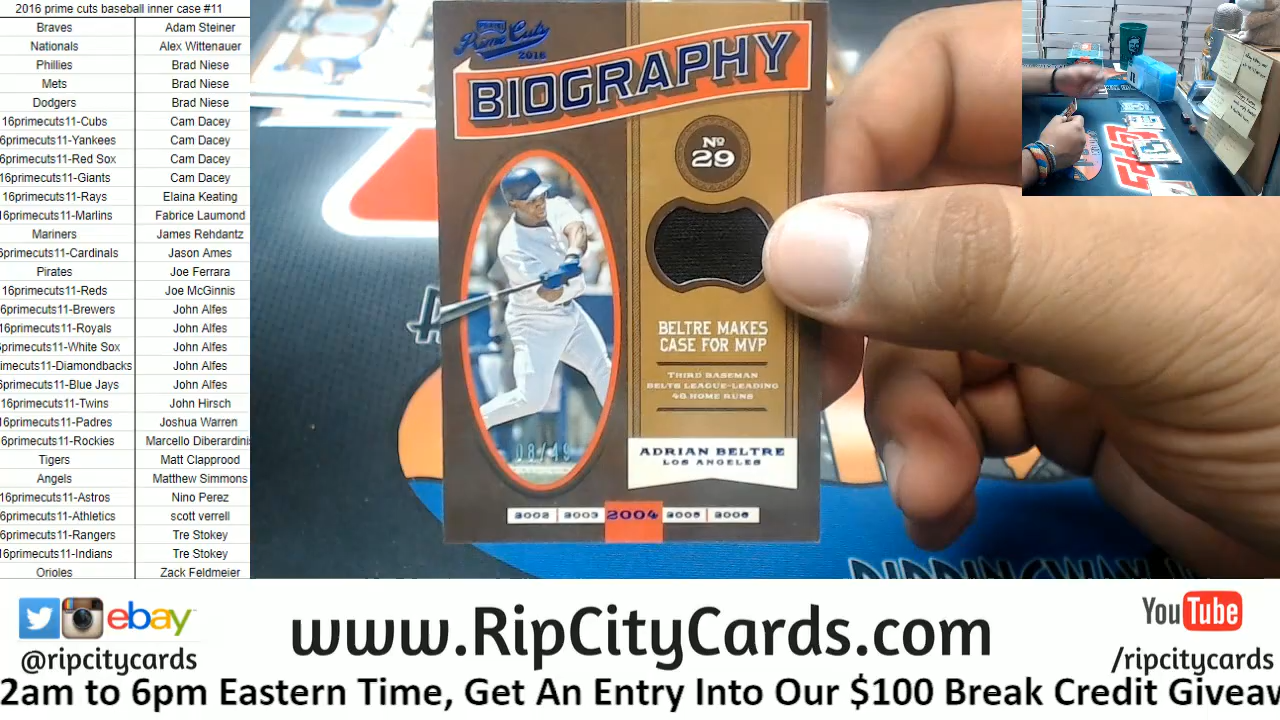 2016 prime cuts baseball inner case #11
Braves Adam Steiner
Nationals Alex Wittenauer
Phillies Brad Niese
Mets Brad Niese
Dodgers Brad Niese
16primecuts11-Cubs Cam Dacey
6primecuts11-Yankees Cam Dacey
6primecuts11-Red Sox Cam Dacey
16primecuts11-Giants Cam Dacey
16primecuts11-Rays Elaina Keating
16primecuts11-Marlins Fabrice Laumond
Mariners James Rehdantz
6primecuts11-Cardinals Jason Ames
Pirates Joe Ferrara
16primecuts11-Reds Joe McGinnis
6primecuts11-Brewers John Alfes
16primecuts11-Royals John Alfes
primecuts11-White Sox John Alfes
imecuts11-Diamondbacks John Alfes
6primecuts11-Blue Jays John Alfes
16primecuts11-Twins John Hirsch
16primecuts11-Padres Joshua Warren
6primecuts11-Rockies Marcello Diberardinis
Tigers Matt Clapprood
Angels Matthew Simmons
16primecuts11-Astros Nino Perez
6primecuts11-Athletics scott verrell
6primecuts11-Rangers Tre Stokey
16primecuts11-Indians Tre Stokey
Orioles Zack Feldmeier
PANINI
Prime Cuts
2016
BIOGRAPHY
Nº
29
BELTRE MAKES
CASE FOR MVP
THIRD BASEMAN
BELTS LEAGUE-LEADING
48 HOME RUNS
ADRIAN BELTRE
LOS ANGELES
08/49
2002 2003 2004 2005 2006
ebay
@ripcitycards
www.RipCityCards.com
YouTube
/ripcitycards
2am to 6pm Eastern Time, Get An Entry Into Our $100 Break Credit Giveaw